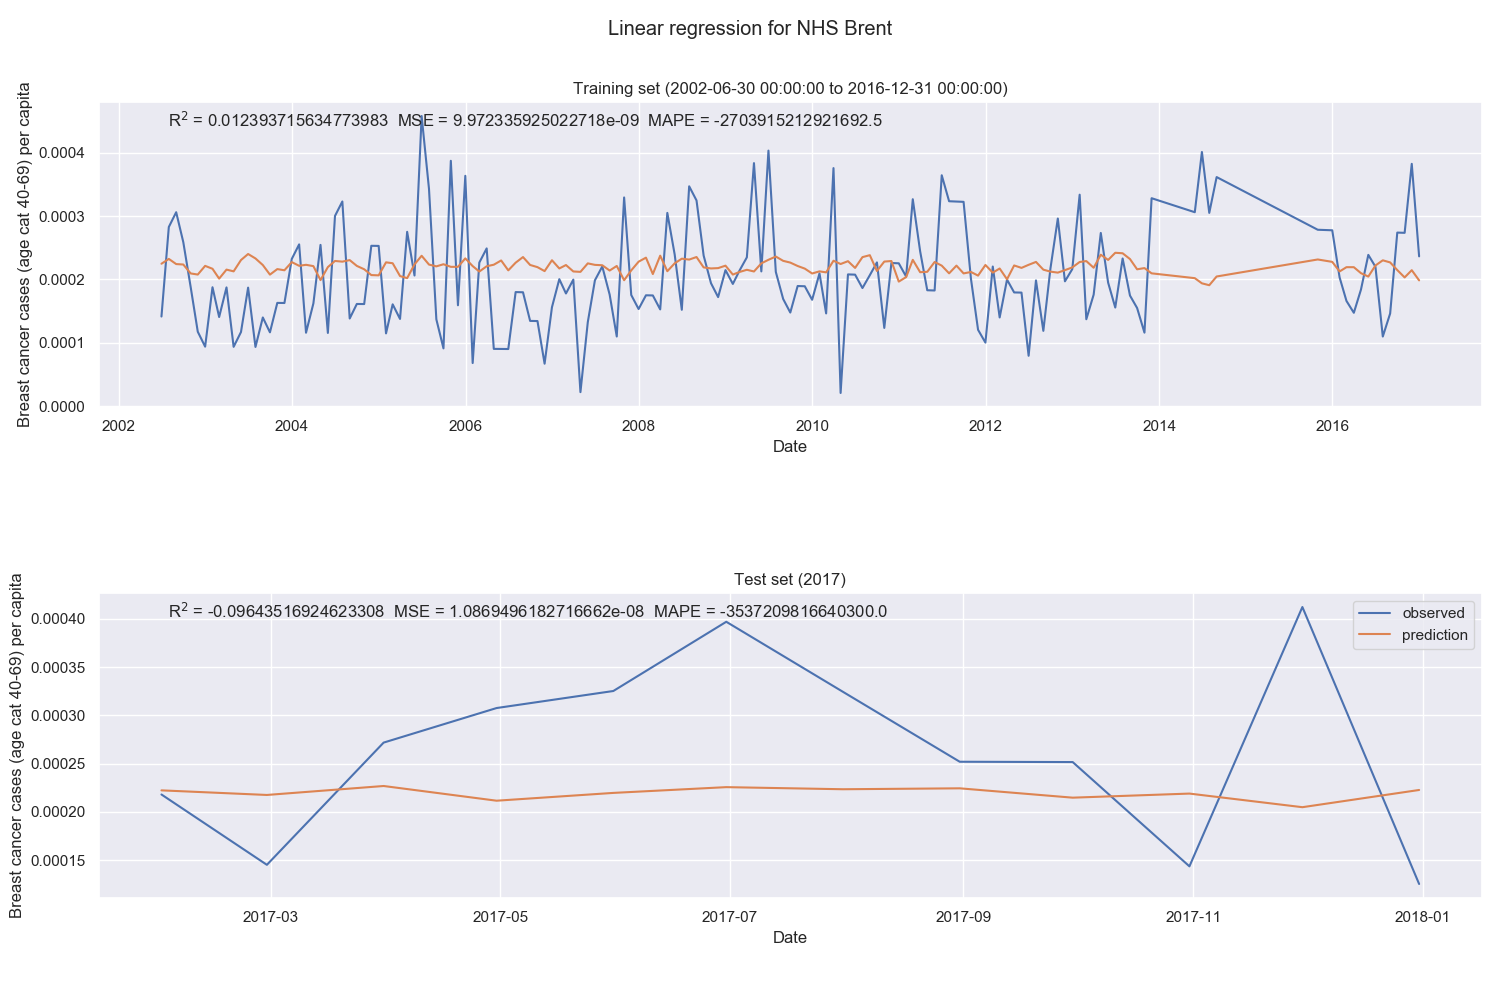 Linear regression for NHS Brent
Training set (2002-06-30 00:00:00 to 2016-12-31 00:00:00)
R² = 0.012393715634773983 MSE = 9.972335925022718e-09 MAPE = -2703915212921692.5
Breast cancer cases (age cat 40-69) per capita
0.0004
0.0003
0.0002
0.0001
0.0000
2002 2004 2006 2008 2010 2012 2014 2016
Date
Test set (2017)
R² = -0.09643516924623308 MSE = 1.0869496182716662e-08 MAPE = -3537209816640300.0
observed
prediction
Breast cancer cases (age cat 40-69) per capita
0.00040
0.00035
0.00030
0.00025
0.00020
0.00015
2017-03 2017-05 2017-07 2017-09 2017-11 2018-01
Date